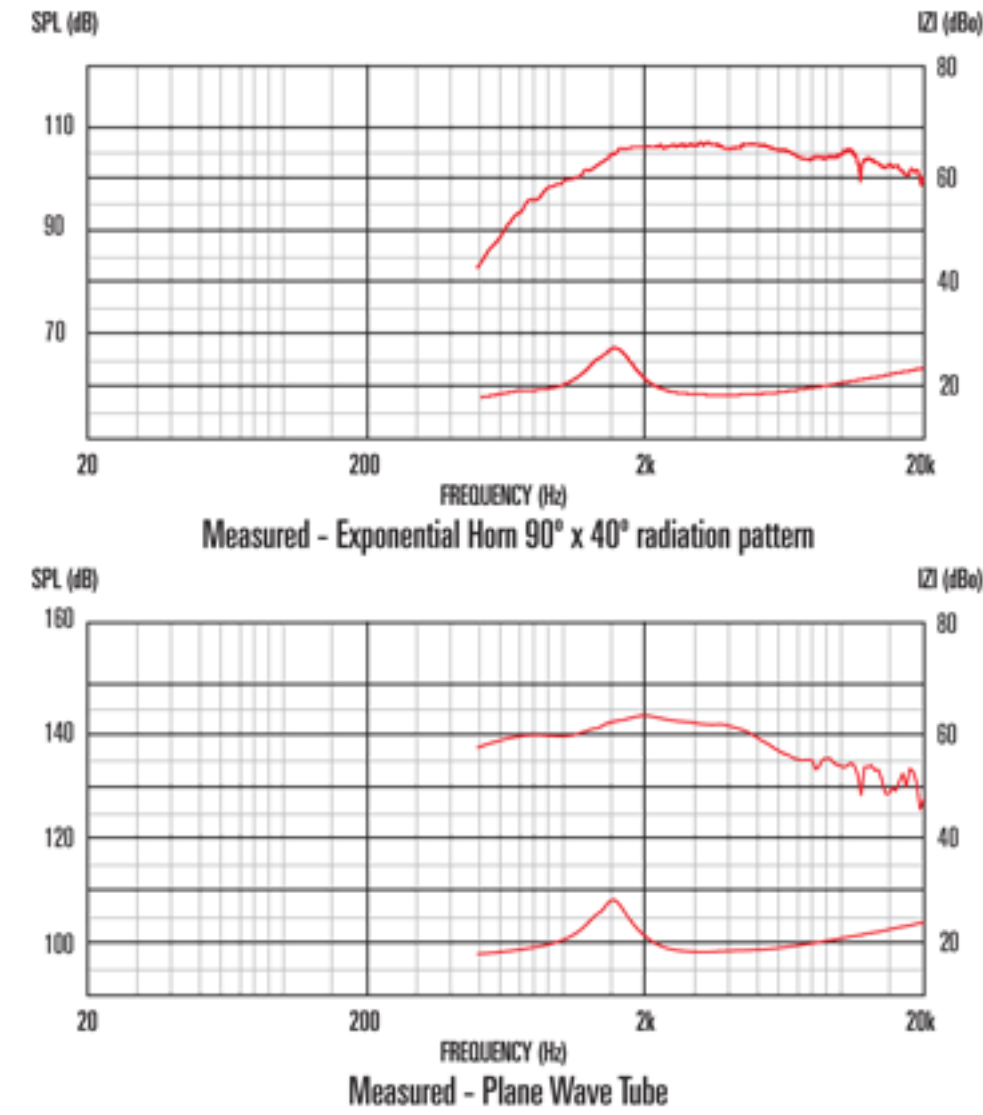 SPL (dB) IZI (dBo)
80
110
60
90
40
70
20
20 200 2k 20k
FREQUENCY (Hz)
Measured - Exponential Horn 90° x 40° radiation pattern
SPL (dB) IZI (dBo)
160 80
140 60
120 40
100 20
20 200 2k 20k
FREQUENCY (Hz)
Measured - Plane Wave Tube